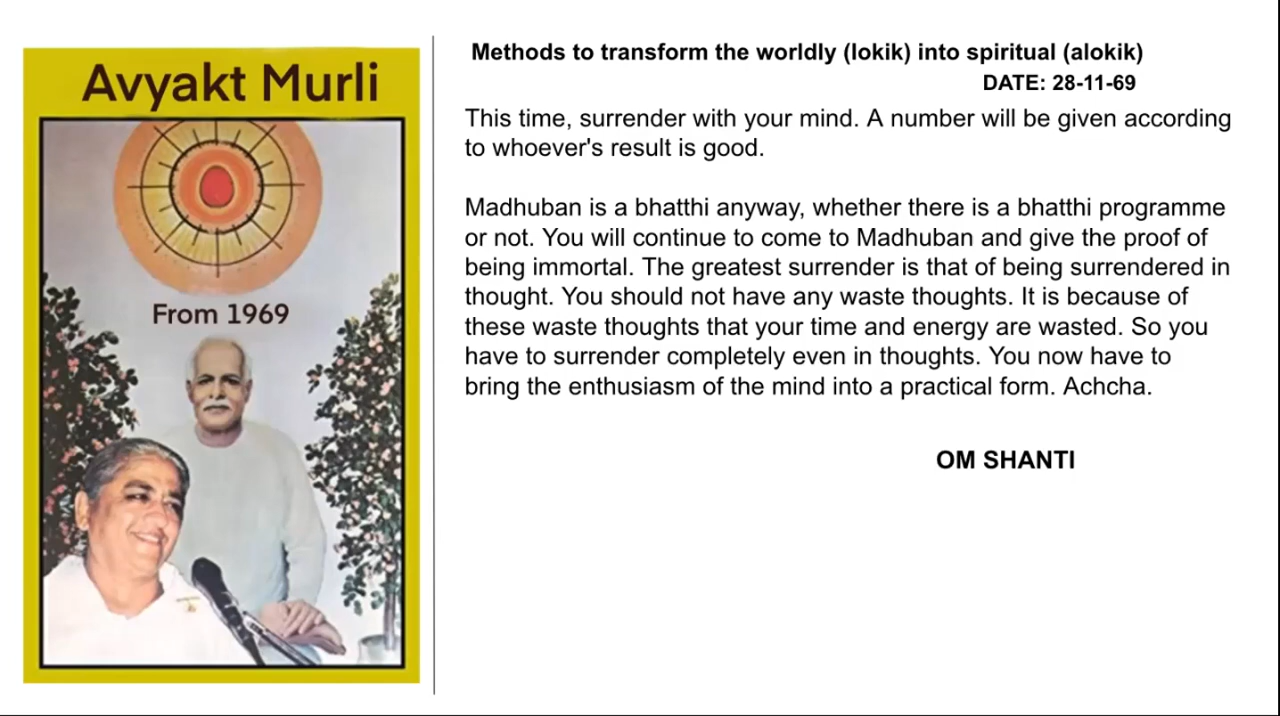 Avyakt Murli
From 1969
Methods to transform the worldly (lokik) into spiritual (alokik)
DATE: 28-11-69
This time, surrender with your mind. A number will be given according
to whoever's result is good.
Madhuban is a bhatthi anyway, whether there is a bhatthi programme
or not. You will continue to come to Madhuban and give the proof of
being immortal. The greatest surrender is that of being surrendered in
thought. You should not have any waste thoughts. It is because of
these waste thoughts that your time and energy are wasted. So you
have to surrender completely even in thoughts. You now have to
bring the enthusiasm of the mind into a practical form. Achcha.
OM SHANTI